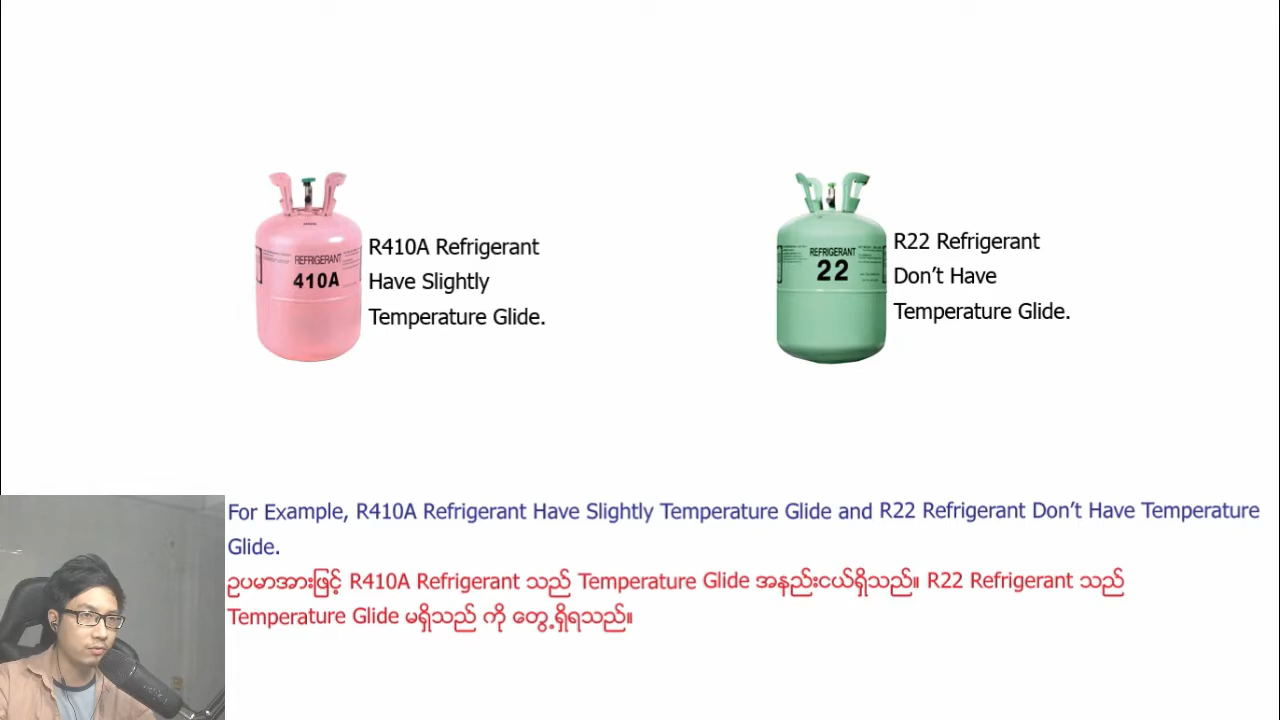 R410A Refrigerant
Have Slightly
Temperature Glide.
REFRIGERANT
410A
R22 Refrigerant
Don't Have
Temperature Glide.
REFRIGERANT
22
For Example, R410A Refrigerant Have Slightly Temperature Glide and R22 Refrigerant Don't Have Temperature
Glide.
ဥပမာအားဖြင့် R410A Refrigerant သည် Temperature Glide အနည်းငယ်ရှိသည်။ R22 Refrigerant သည်
Temperature Glide မရှိသည် ကို တွေ့ရှိရသည်။